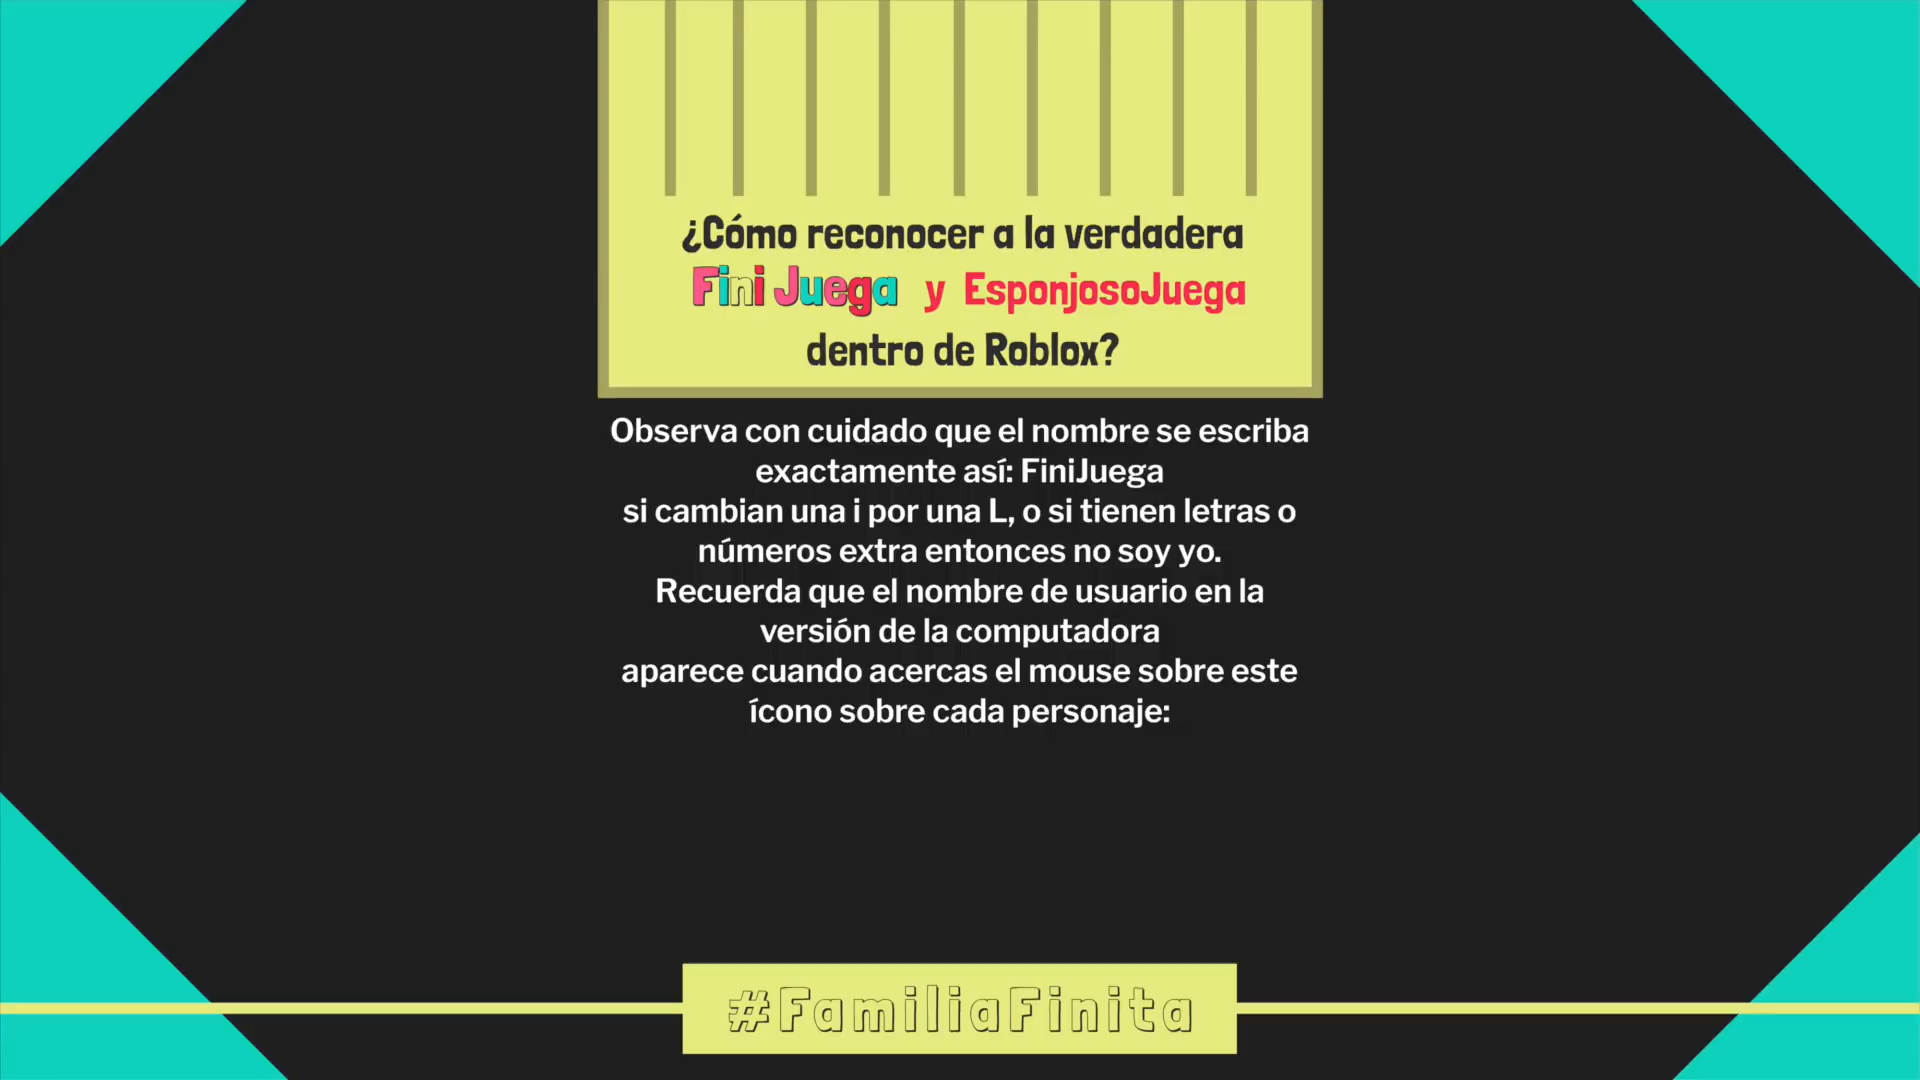 ¿Cómo reconocer a la verdadera
Fini Juega y EsponjosoJuega
dentro de Roblox?
Observa con cuidado que el nombre se escriba
exactamente así: FiniJuega
si cambian una i por una L, o si tienen letras o
números extra entonces no soy yo.
Recuerda que el nombre de usuario en la
versión de la computadora
aparece cuando acercas el mouse sobre este
ícono sobre cada personaje:
#FamiliaFinita